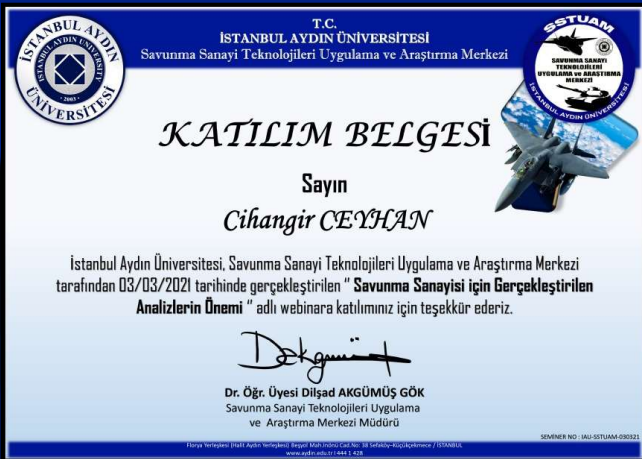 T.C.
İSTANBUL AYDIN ÜNİVERSİTESİ
Savunma Sanayi Teknolojileri Uygulama ve Araştırma Merkezi
İSTANBUL AYDIN
ÜNİVERSİTESİ
İSTANBUL AYDIN
ÜNİVERSİTESİ
• 2003 •
SSTUAM
SAVUNMA SANAYİ
TEKNOLOJİLERİ
UYGULAMA ve ARAŞTIRMA
MERKEZİ
İSTANBUL AYDIN ÜNİVERSİTESİ
KATILIM BELGESİ
Sayın
Cihangir CEYHAN
İstanbul Aydın Üniversitesi, Savunma Sanayi Teknolojileri Uygulama ve Araştırma Merkezi
tarafından 03/03/2021 tarihinde gerçekleştirilen " Savunma Sanayisi için Gerçekleştirilen
Analizlerin Önemi " adlı webinara katılımınız için teşekkür ederiz.
Dr. Öğr. Üyesi Dilşad AKGÜMÜŞ GÖK
Savunma Sanayi Teknolojileri Uygulama
ve Araştırma Merkezi Müdürü
SEMİNER NO : IAU-SSTUAM-030321
Florya Yerleşkesi (Halit Aydın Yerleşkesi) Beşyol Mah.İnönü Cad.No: 38 Sefaköy–Küçükçekmece / İSTANBUL
www.aydin.edu.tr I 444 1 428